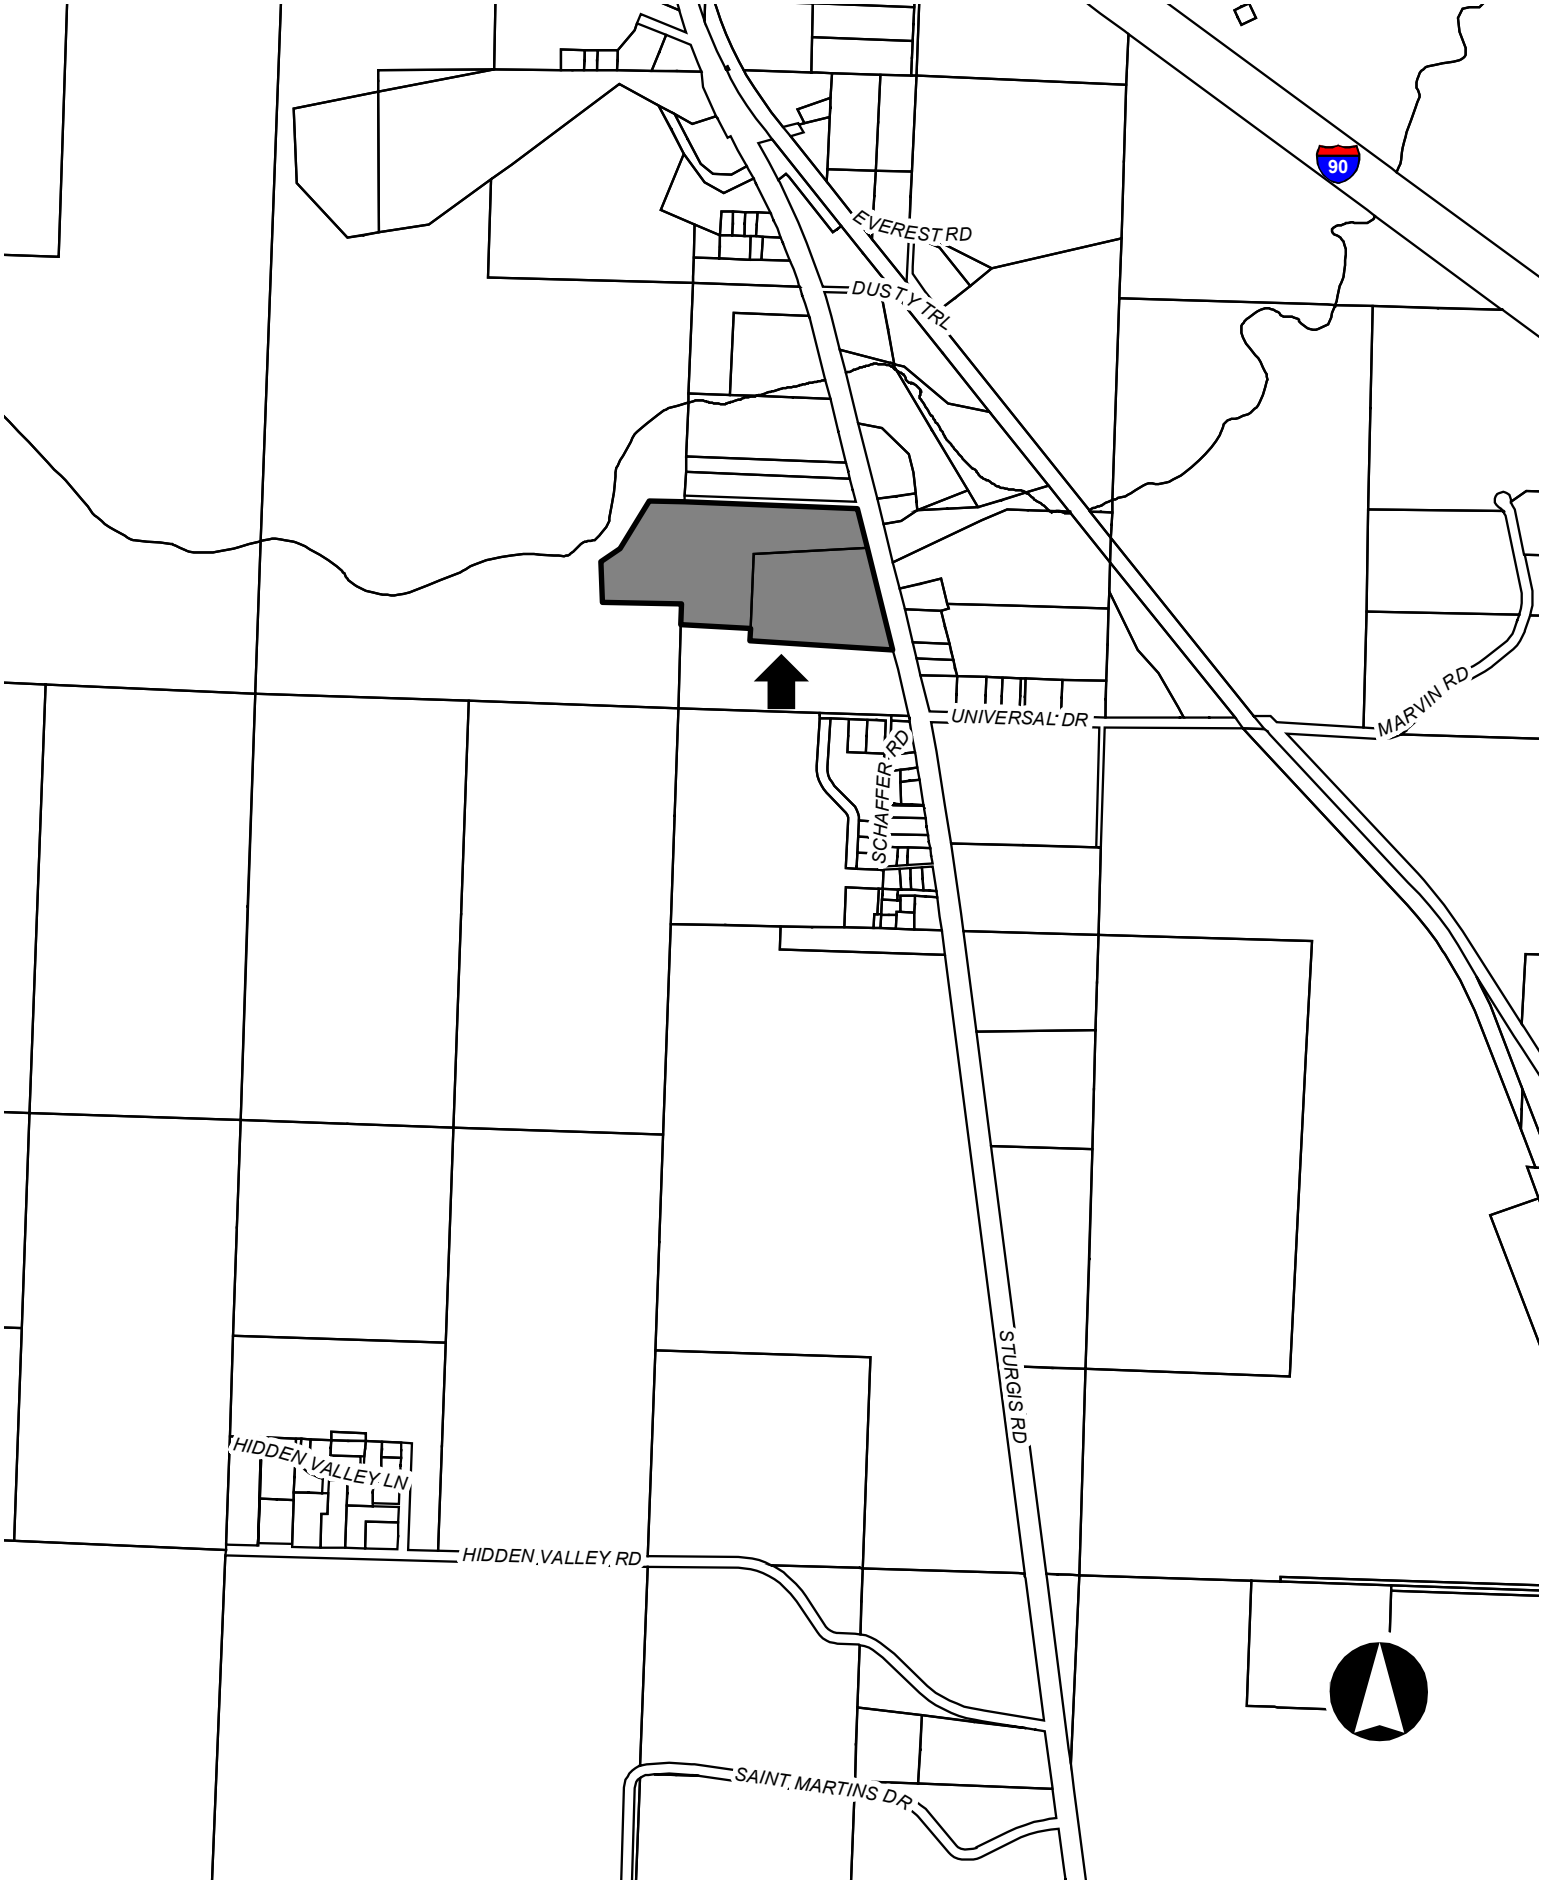 90
EVEREST RD
DUSTY TRL
MARVIN RD
UNIVERSAL DR
SCHAFFER RD
STURGIS RD
HIDDEN VALLEY LN
HIDDEN VALLEY RD
SAINT MARTINS DR